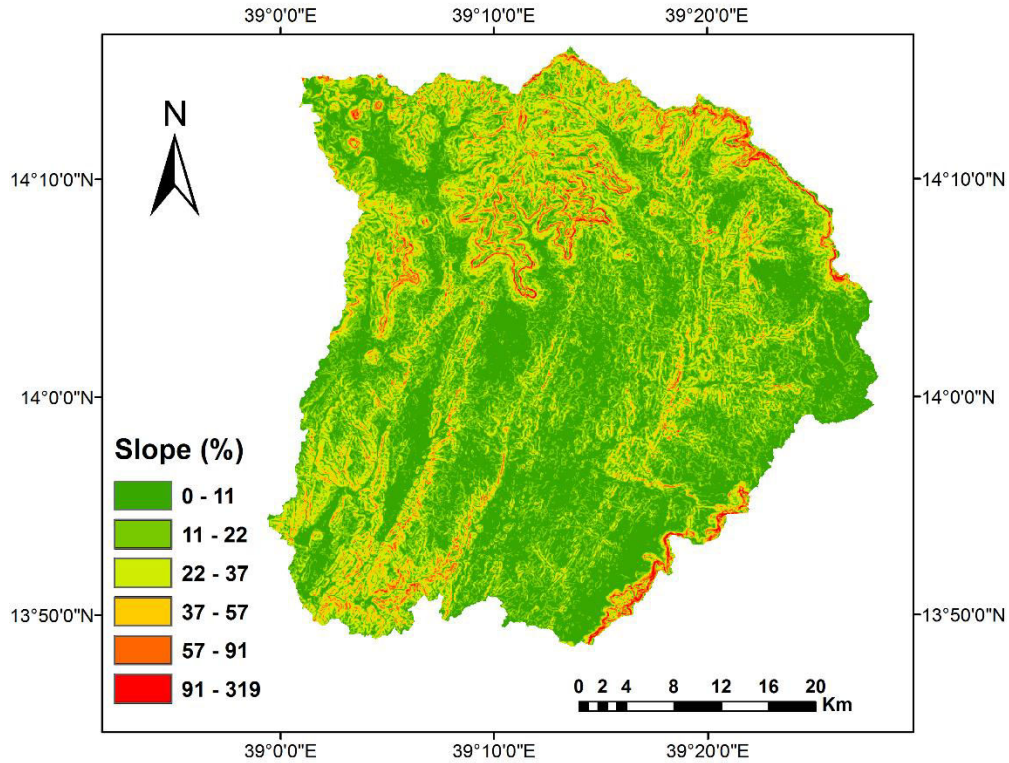 39°0'0"E 39°10'0"E 39°20'0"E
N
14°10'0"N 14°10'0"N
14°0'0"N 14°0'0"N
Slope (%)
0 - 11
11 - 22
22 - 37
37 - 57
57 - 91
91 - 319
13°50'0"N 13°50'0"N
0 2 4 8 12 16 20
Km
39°0'0"E 39°10'0"E 39°20'0"E